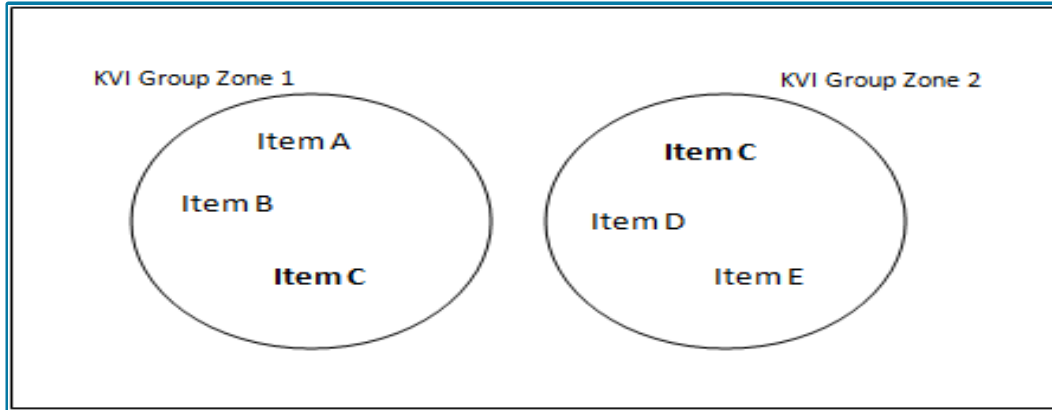 KVI Group Zone 1
Item A
Item B
Item C
KVI Group Zone 2
Item C
Item D
Item E